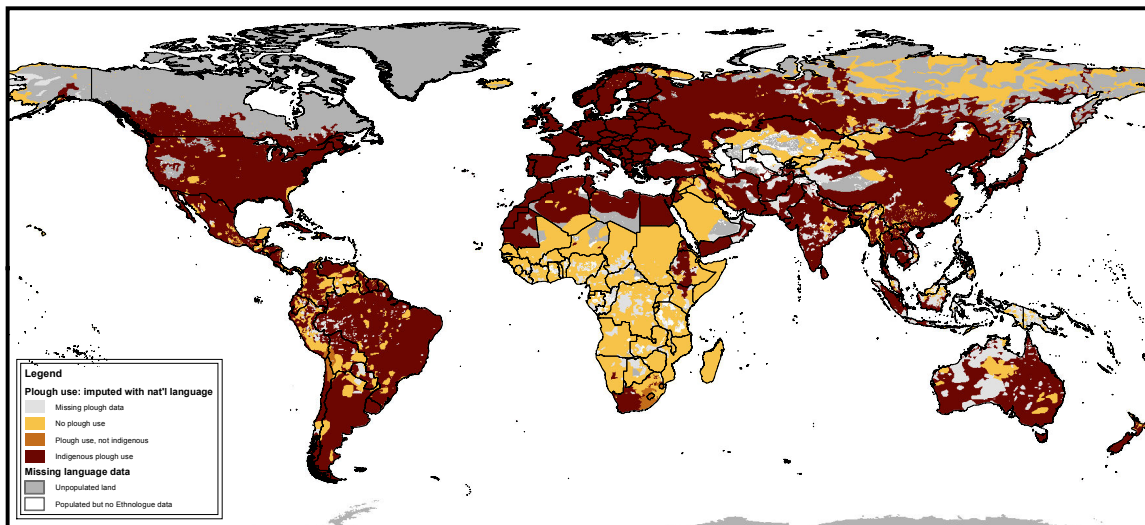 Legend
Plough use: imputed with nat'l language
Missing plough data
No plough use
Plough use, not indigenous
Indigenous plough use
Missing language data
Unpopulated land
Populated but no Ethnologue data